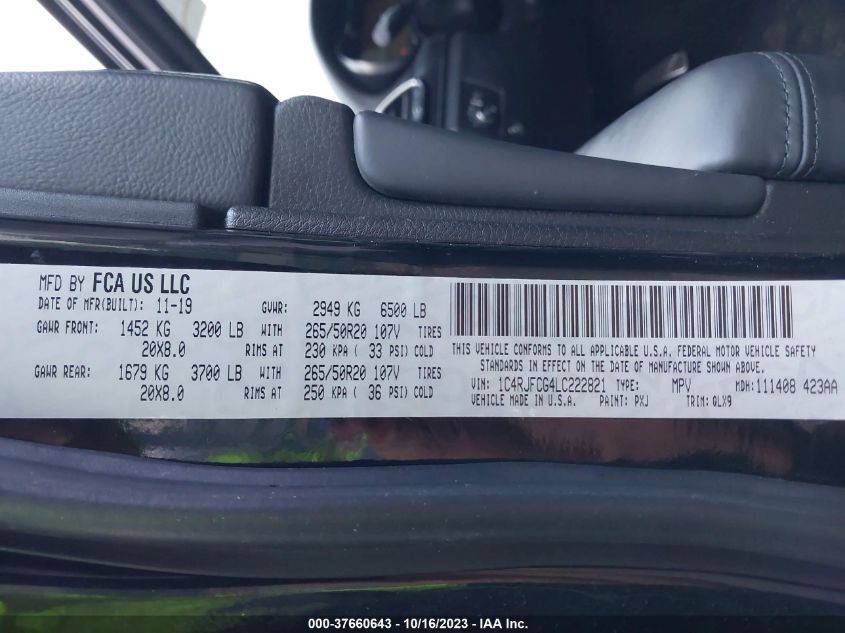 MFD BY FCA US LLC
DATE OF MFR(BUILT): 11-19 GVWR: 2949 KG 6500 LB
GAWR FRONT: 1452 KG 3200 LB WITH 265/50R20 107V TIRES
20X8.0 RIMS AT 230 KPA ( 33 PSI) COLD
GAWR REAR: 1679 KG 3700 LB WITH 265/50R20 107V TIRES
20X8.0 RIMS AT 250 KPA ( 36 PSI) COLD
THIS VEHICLE CONFORMS TO ALL APPLICABLE U.S.A. FEDERAL MOTOR VEHICLE SAFETY
STANDARDS IN EFFECT ON THE DATE OF MANUFACTURE SHOWN ABOVE.
VIN: 1C4RJFCG4LC222821 TYPE: MPV MDH: 111408 423AA
VEHICLE MADE IN U.S.A. PAINT: PXJ TRIM: QLX9
000-37660643 / 10/16/2023 - IAA Inc.